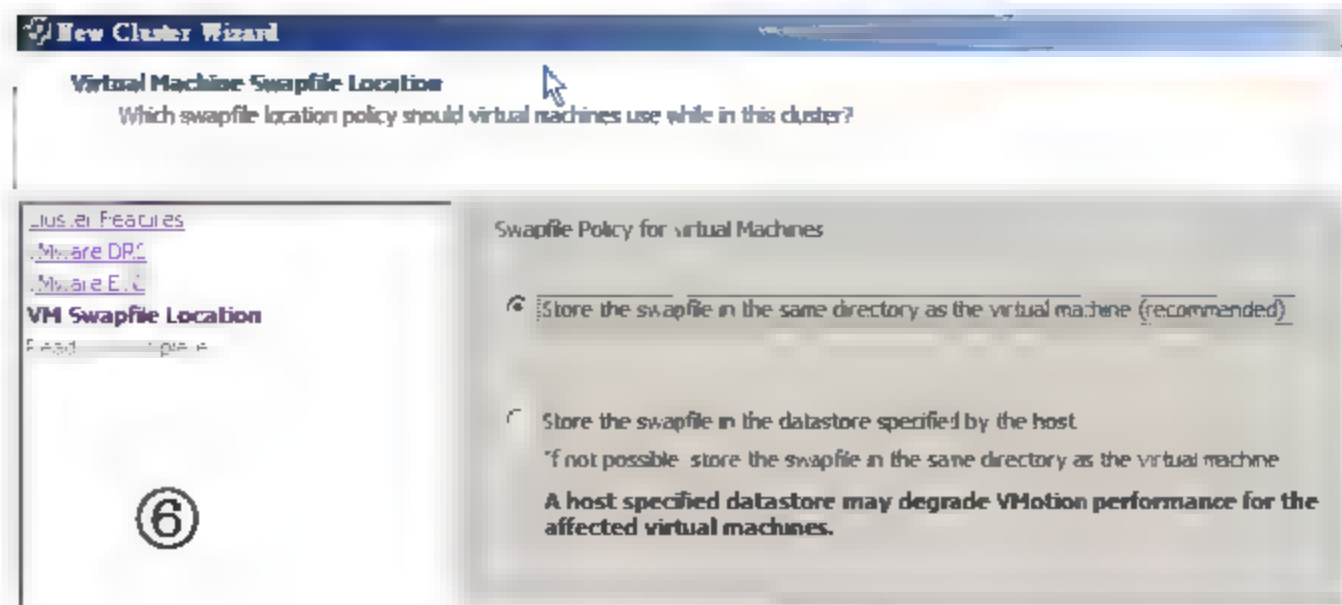 New Cluster Wizard
Virtual Machine Swapfile Location
Which swapfile location policy should virtual machines use while in this cluster?
Cluster Features
VMware DRS
VMware EVC
VM Swapfile Location
Swapfile Policy for Virtual Machines
Store the swapfile in the same directory as the virtual machine (recommended)
Store the swapfile in the datastore specified by the host.
If not possible, store the swapfile in the same directory as the virtual machine
A host specified datastore may degrade VMotion performance for the
affected virtual machines.
⑥